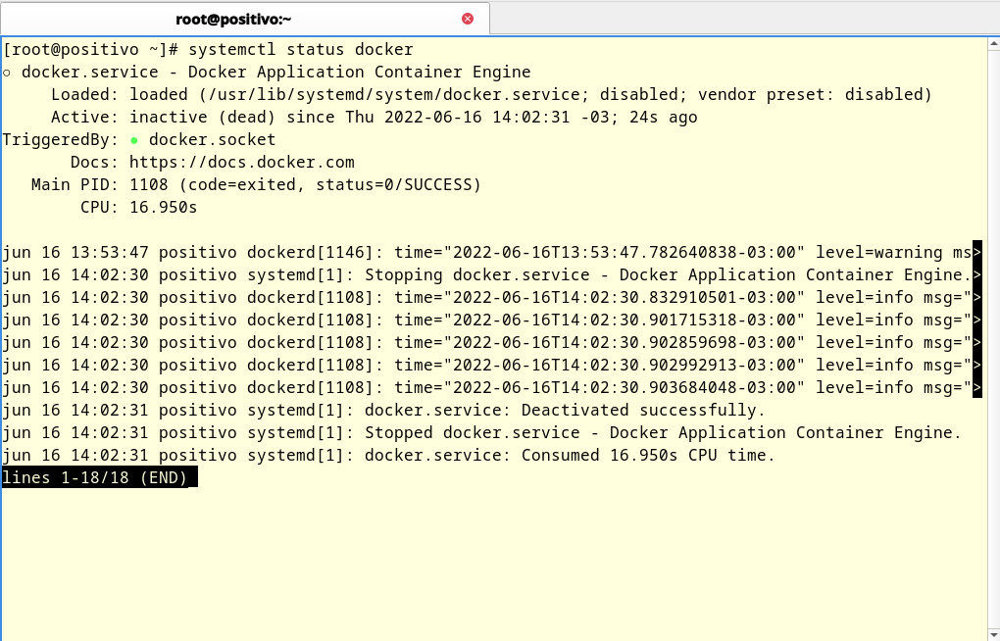 root@positivo:~
[root@positivo ~]# systemctl status docker
○ docker.service - Docker Application Container Engine
     Loaded: loaded (/usr/lib/systemd/system/docker.service; disabled; vendor preset: disabled)
     Active: inactive (dead) since Thu 2022-06-16 14:02:31 -03; 24s ago
TriggeredBy: ● docker.socket
       Docs: https://docs.docker.com
   Main PID: 1108 (code=exited, status=0/SUCCESS)
        CPU: 16.950s

jun 16 13:53:47 positivo dockerd[1146]: time="2022-06-16T13:53:47.782640838-03:00" level=warning ms>
jun 16 14:02:30 positivo systemd[1]: Stopping docker.service - Docker Application Container Engine.>
jun 16 14:02:30 positivo dockerd[1108]: time="2022-06-16T14:02:30.832910501-03:00" level=info msg=">
jun 16 14:02:30 positivo dockerd[1108]: time="2022-06-16T14:02:30.901715318-03:00" level=info msg=">
jun 16 14:02:30 positivo dockerd[1108]: time="2022-06-16T14:02:30.902859698-03:00" level=info msg=">
jun 16 14:02:30 positivo dockerd[1108]: time="2022-06-16T14:02:30.902992913-03:00" level=info msg=">
jun 16 14:02:30 positivo dockerd[1108]: time="2022-06-16T14:02:30.903684048-03:00" level=info msg=">
jun 16 14:02:31 positivo systemd[1]: docker.service: Deactivated successfully.
jun 16 14:02:31 positivo systemd[1]: Stopped docker.service - Docker Application Container Engine.
jun 16 14:02:31 positivo systemd[1]: docker.service: Consumed 16.950s CPU time.
lines 1-18/18 (END)